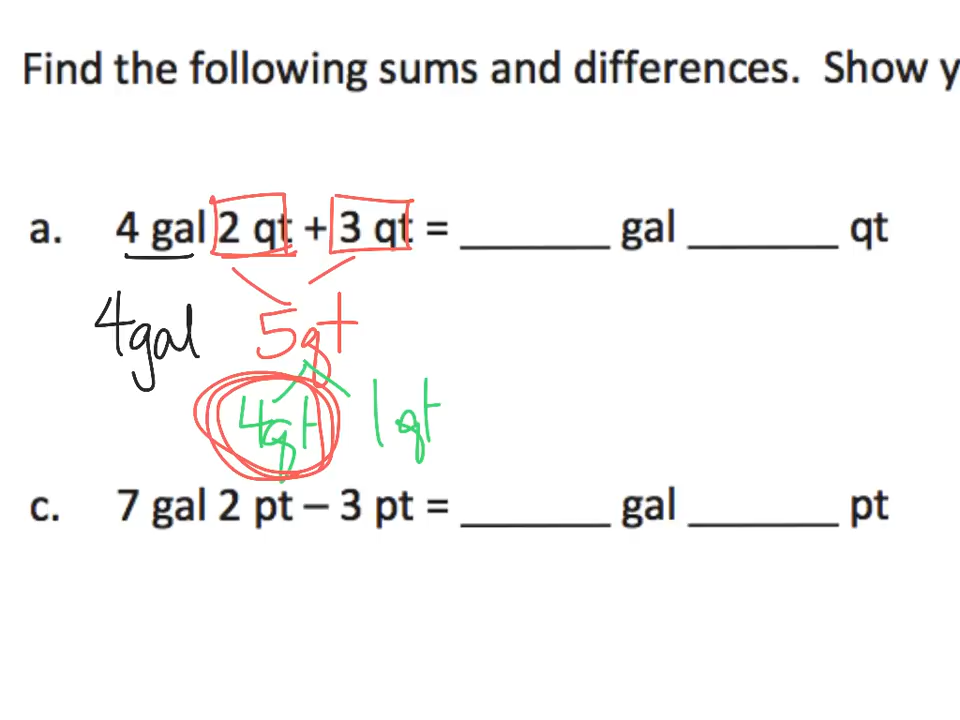 Find the following sums and differences. Show y
a. 4 gal 2 qt + 3 qt = _______ gal _______ qt
4gal 5qt
4qt 1qt
c. 7 gal 2 pt – 3 pt = _______ gal _______ pt